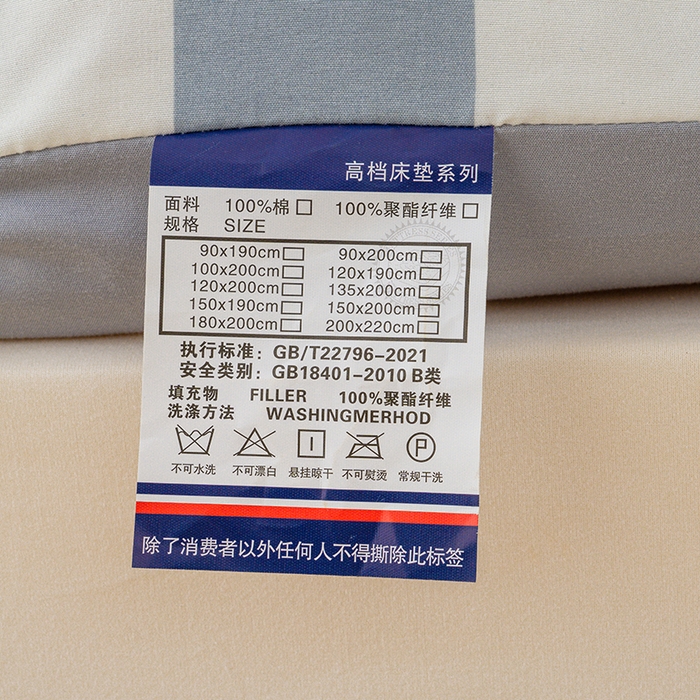 高档床垫系列
面料 100%棉□ 100%聚酯纤维□
规格 SIZE
90x190cm□ 90x200cm□
100x200cm□ 120x190cm□
120x200cm□ 135x200cm□
150x190cm□ 150x200cm□
180x200cm□ 200x220cm□
执行标准：GB/T22796-2021
安全类别：GB18401-2010 B类
填充物 FILLER 100%聚酯纤维
洗涤方法 WASHINGMERHOD
P
不可水洗 不可漂白 悬挂晾干 不可熨烫 常规干洗
除了消费者以外任何人不得撕除此标签